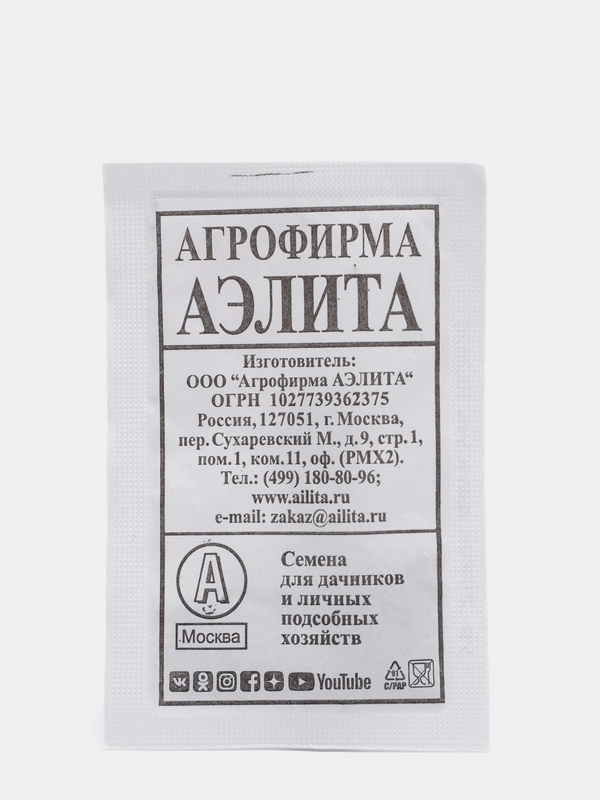 АГРОФИРМА
АЭЛИТА
Изготовитель:
ООО “Агрофирма АЭЛИТА“
ОГРН 1027739362375
Россия, 127051, г. Москва,
пер. Сухаревский М., д. 9, стр. 1,
пом. 1, ком. 11, оф. (РМХ2).
Тел.: (499) 180-80-96;
www.ailita.ru
e-mail: zakaz@ailita.ru
А
Москва
Семена
для дачников
и личных
подсобных
хозяйств
YouTube
81
C/PAP